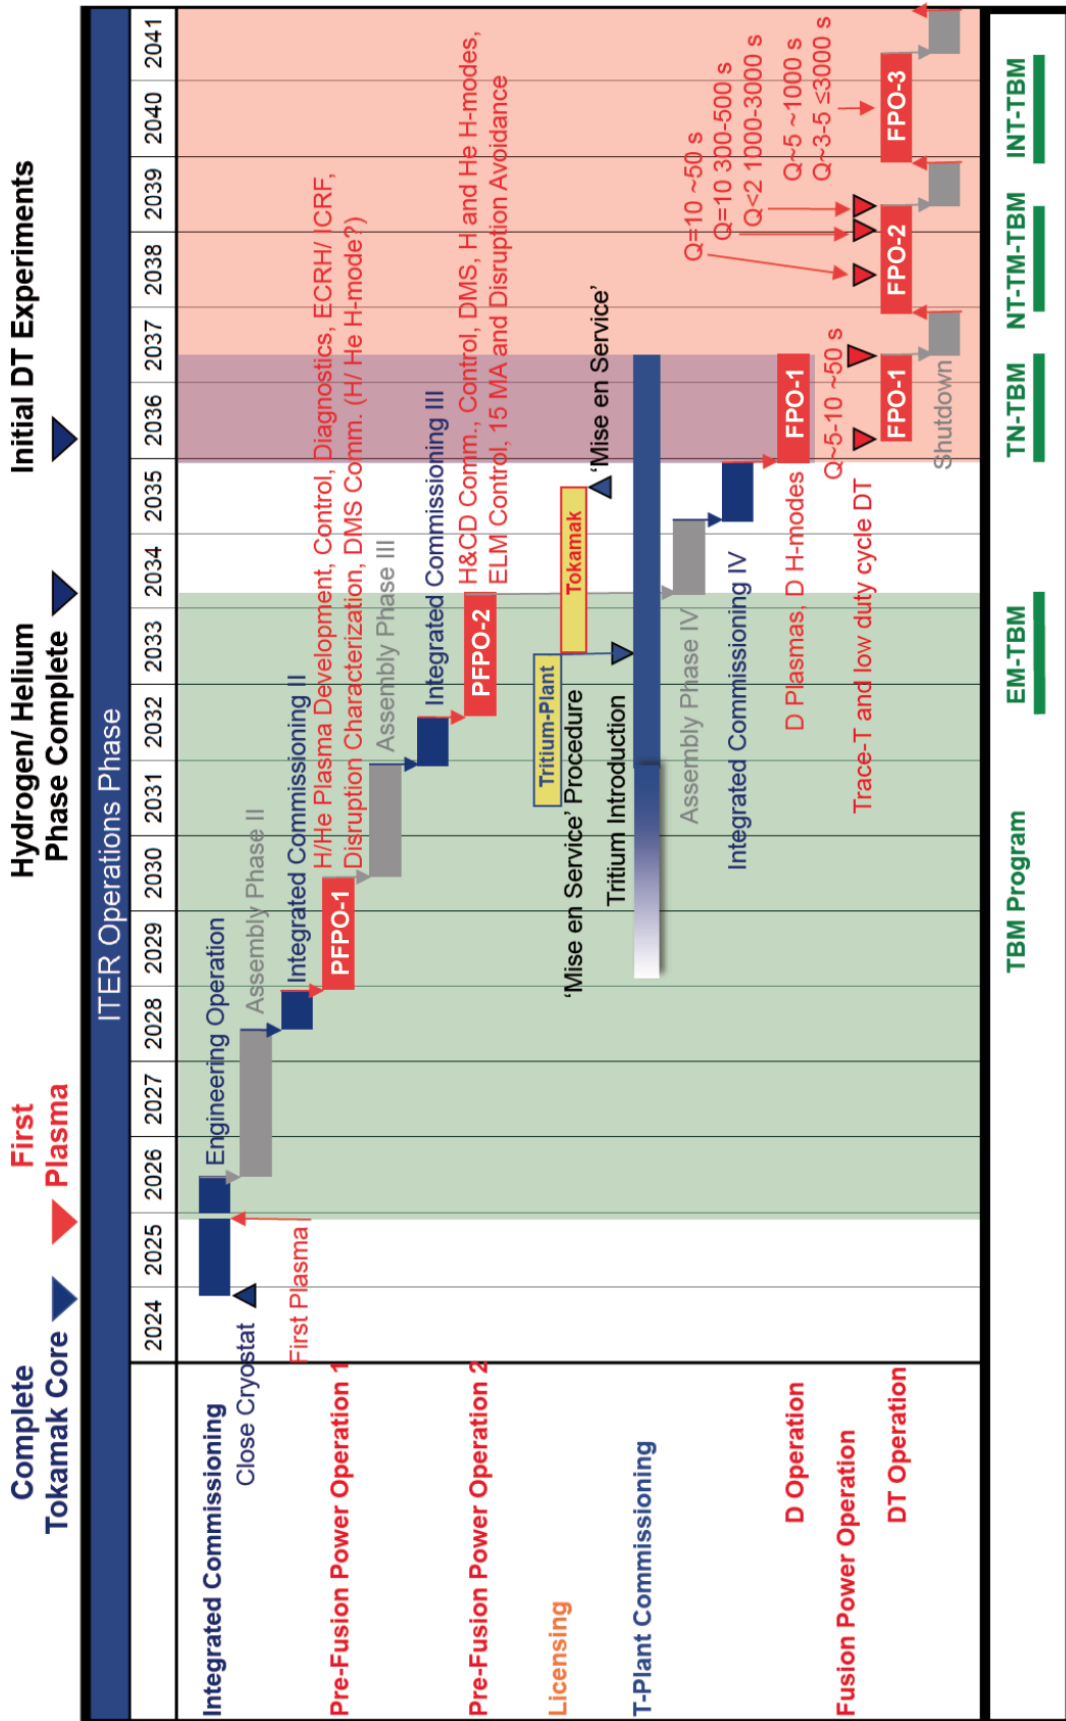 Complete
Tokamak Core
First
Plasma
Hydrogen/ Helium
Phase Complete
Initial DT Experiments
ITER Operations Phase
2024 2025 2026 2027 2028 2029 2030 2031 2032 2033 2034 2035 2036 2037 2038 2039 2040 2041
Integrated Commissioning
Engineering Operation
Close Cryostat
Assembly Phase II
First Plasma
Integrated Commissioning II
Pre-Fusion Power Operation 1
PFPO-1
H/He Plasma Development, Control, Diagnostics, ECRH/ ICRF,
Disruption Characterization, DMS Comm. (H/ He H-mode?)
Assembly Phase III
Integrated Commissioning III
Pre-Fusion Power Operation 2
PFPO-2
H&CD Comm., Control, DMS, H and He H-modes,
ELM Control, 15 MA and Disruption Avoidance
Licensing
Tritium-Plant
Tokamak
'Mise en Service' Procedure
'Mise en Service'
Tritium Introduction
T-Plant Commissioning
Assembly Phase IV
Integrated Commissioning IV
D Operation
D Plasmas, D H-modes
FPO-1
Fusion Power Operation
Trace-T and low duty cycle DT
Q~5-10 ~50 s
Q=10 ~50 s
Q=10 300-500 s
Q<2 1000-3000 s
Q~5 ~1000 s
Q~3-5 ≤3000 s
DT Operation
FPO-1
FPO-2
FPO-3
Shutdown
TBM Program
EM-TBM
TN-TBM
NT-TM-TBM
INT-TBM